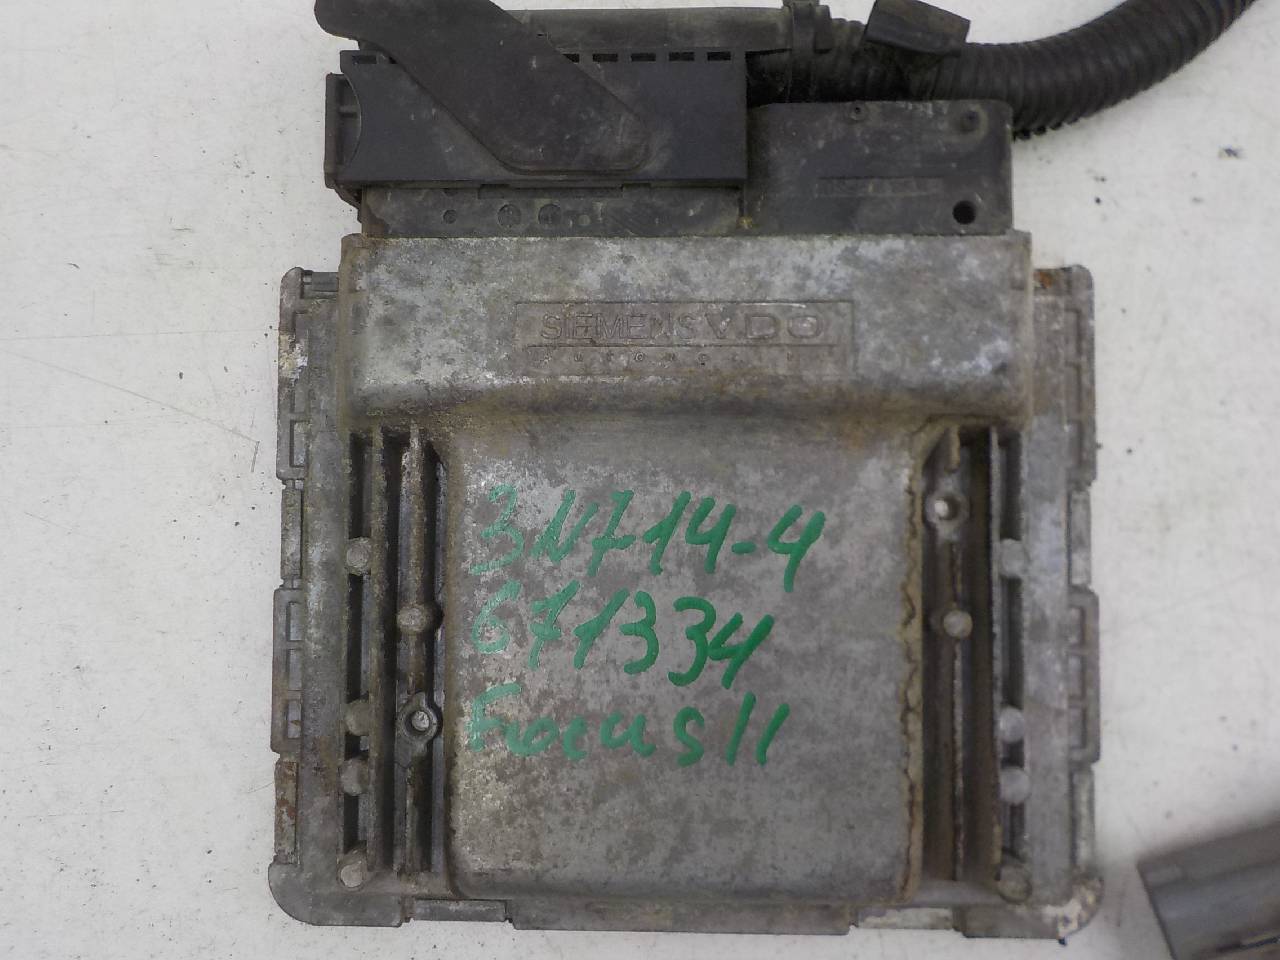 SIEMENS VDO
3N714-4
671334
Focus II